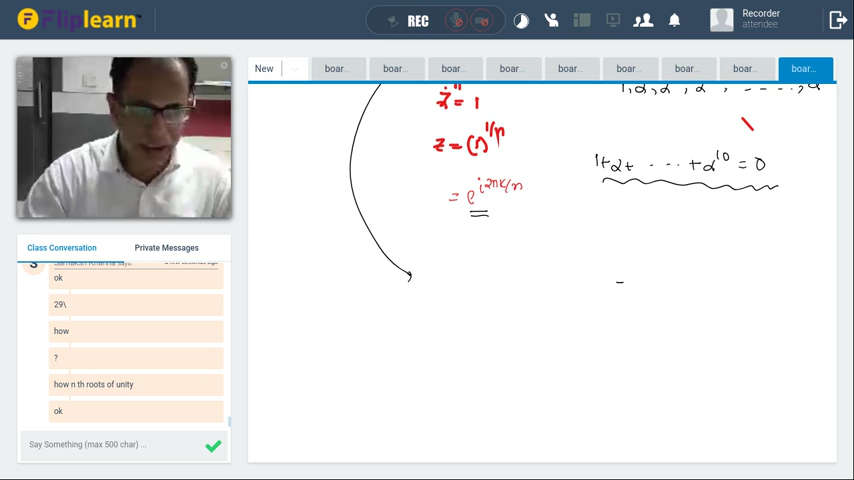 Fliplearn
REC
Recorder
attendee
New
boar...
boar...
boar...
boar...
boar...
boar...
boar...
boar...
boar...
zⁿ = 1
z = (1)^1/n
= e^i2πk/n
1+α+ ... +α^10 = 0
Class Conversation
Private Messages
S
ok
29\
how
?
how n th roots of unity
ok
Say Something (max 500 char) ...